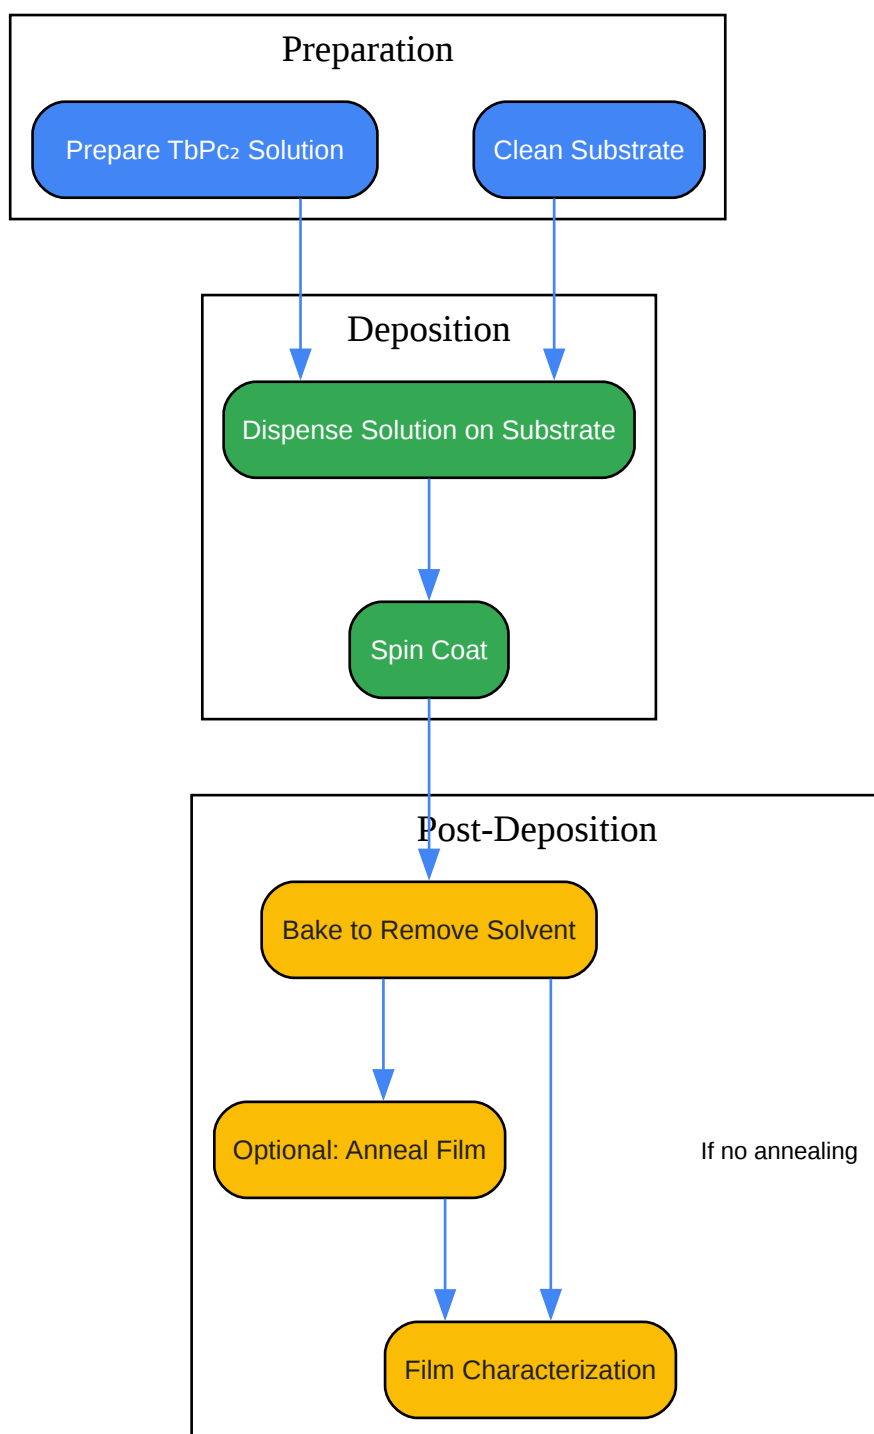 Preparation
Prepare TbPc₂ Solution
Clean Substrate
Deposition
Dispense Solution on Substrate
Spin Coat
Post-Deposition
Bake to Remove Solvent
Optional: Anneal Film
If no annealing
Film Characterization